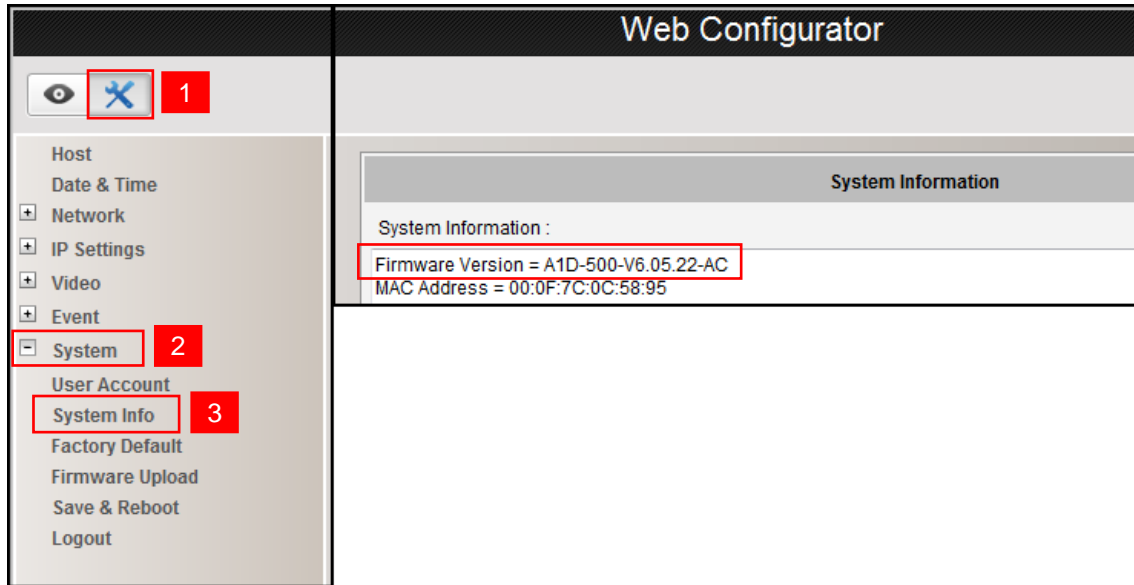 Web Configurator
1
Host
Date & Time
Network
IP Settings
Video
Event
System
2
User Account
System Info
3
Factory Default
Firmware Upload
Save & Reboot
Logout
System Information
System Information :
Firmware Version = A1D-500-V6.05.22-AC
MAC Address = 00:0F:7C:0C:58:95